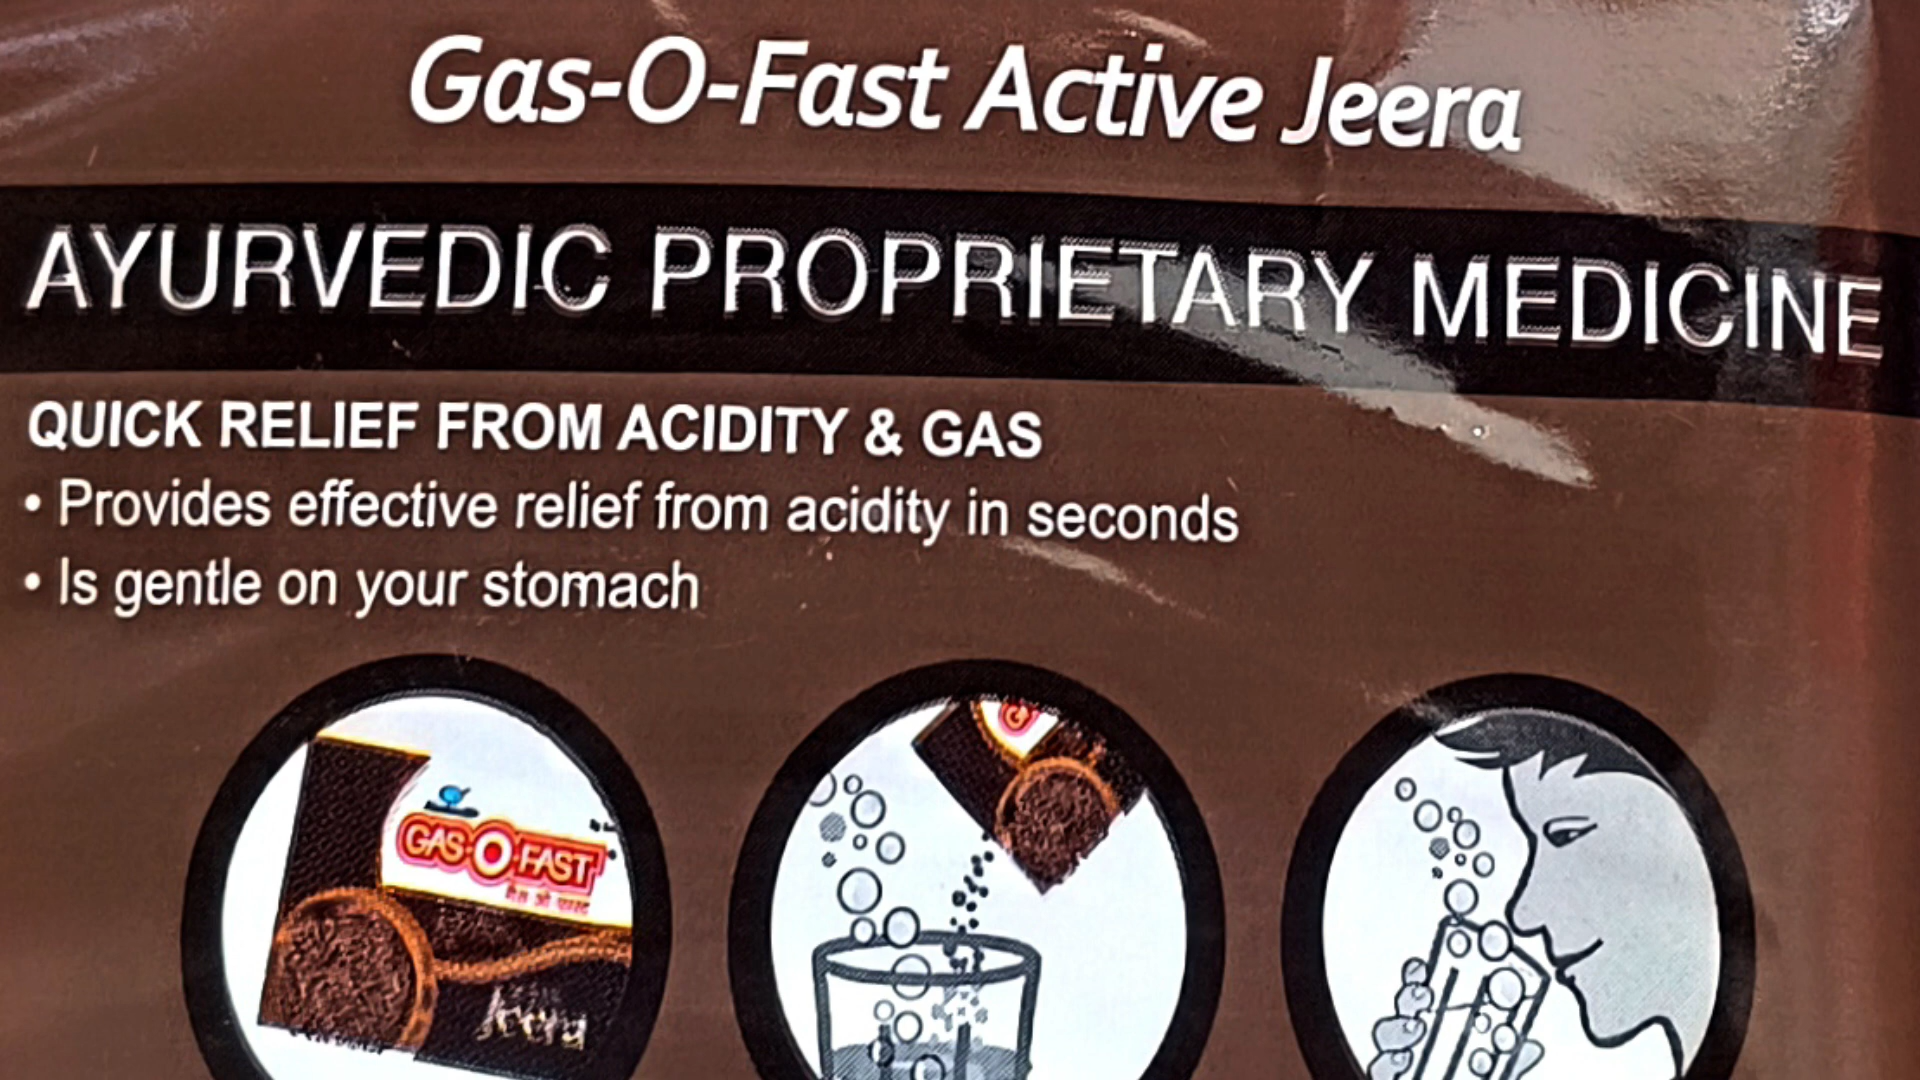 Gas-O-Fast Active Jeera
AYURVEDIC PROPRIETARY MEDICINE
QUICK RELIEF FROM ACIDITY & GAS
• Provides effective relief from acidity in seconds
• Is gentle on your stomach
GAS-O-FAST
गैस ओ फास्ट
Jeera